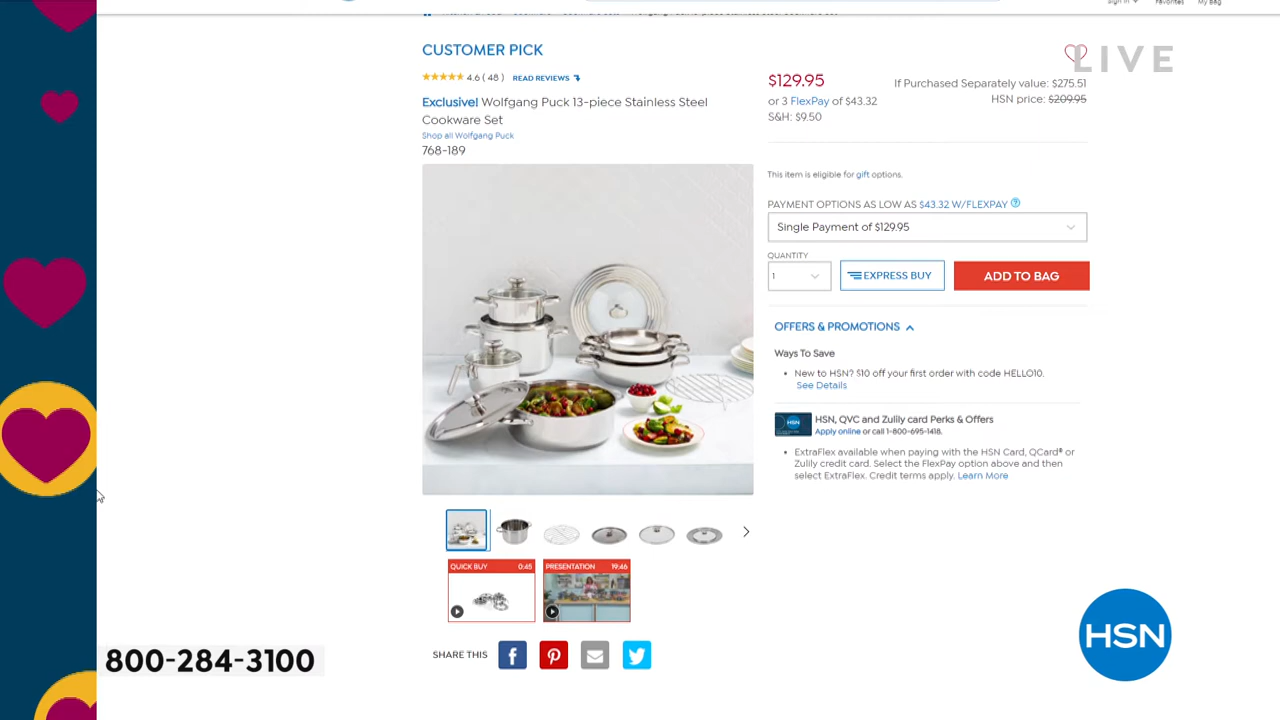 Sign In
Favorites
My Bag
CUSTOMER PICK
4.6 ( 48 ) READ REVIEWS
Exclusive! Wolfgang Puck 13-piece Stainless Steel
Cookware Set
Shop all Wolfgang Puck
768-189
LIVE
$129.95
or 3 FlexPay of $43.32
S&H: $9.50
If Purchased Separately value: $275.51
HSN price: $209.95
This item is eligible for gift options.
PAYMENT OPTIONS AS LOW AS $43.32 W/FLEXPAY ?
Single Payment of $129.95
QUANTITY
1
EXPRESS BUY
ADD TO BAG
OFFERS & PROMOTIONS
Ways To Save
• New to HSN? $10 off your first order with code HELLO10.
See Details
HSN
HSN, QVC and Zulily card Perks & Offers
Apply online or call 1-800-695-1418.
• ExtraFlex available when paying with the HSN Card, QCard® or
Zulily credit card. Select the FlexPay option above and then
select ExtraFlex. Credit terms apply. Learn More
QUICK BUY 0:45
PRESENTATION 19:46
SHARE THIS
800-284-3100
HSN